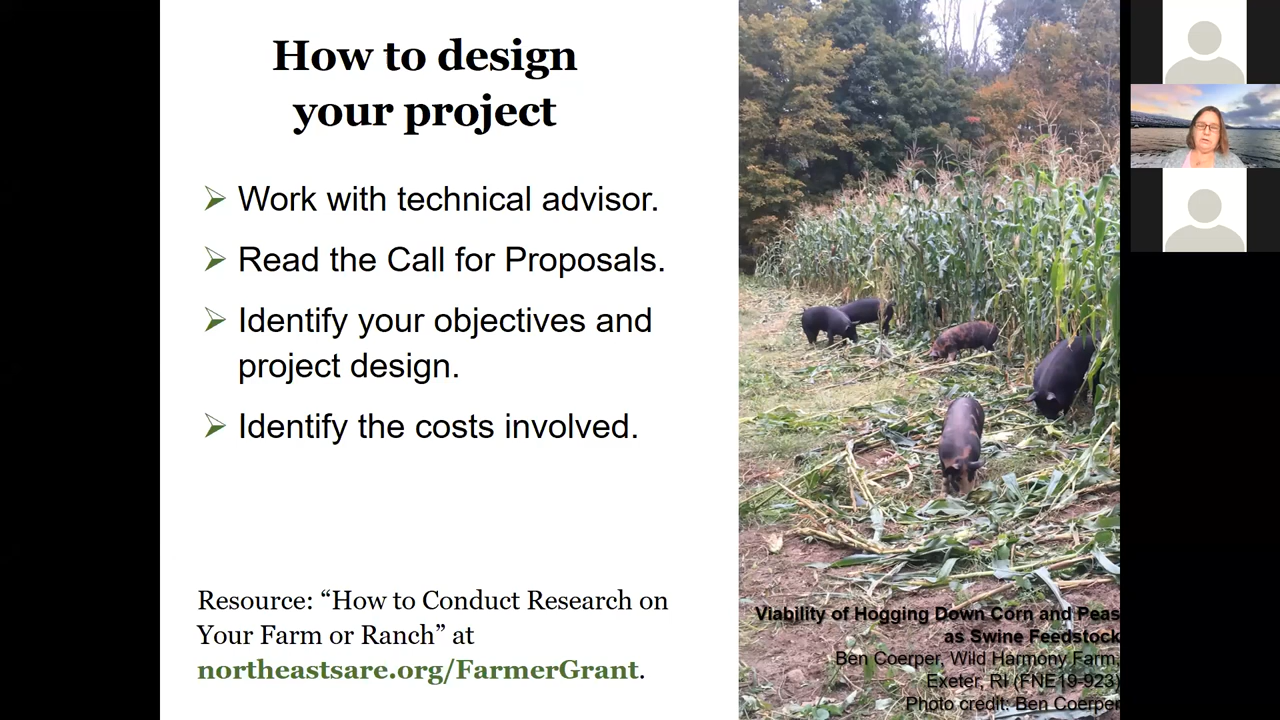 How to design
your project
Work with technical advisor.
Read the Call for Proposals.
Identify your objectives and
project design.
Identify the costs involved.
Resource: “How to Conduct Research on
Your Farm or Ranch” at
northeastsare.org/FarmerGrant.
Viability of Hogging Down Corn and Peas
as Swine Feedstock
Ben Coerper, Wild Harmony Farm,
Exeter, RI (FNE19-923)
Photo credit: Ben Coerper